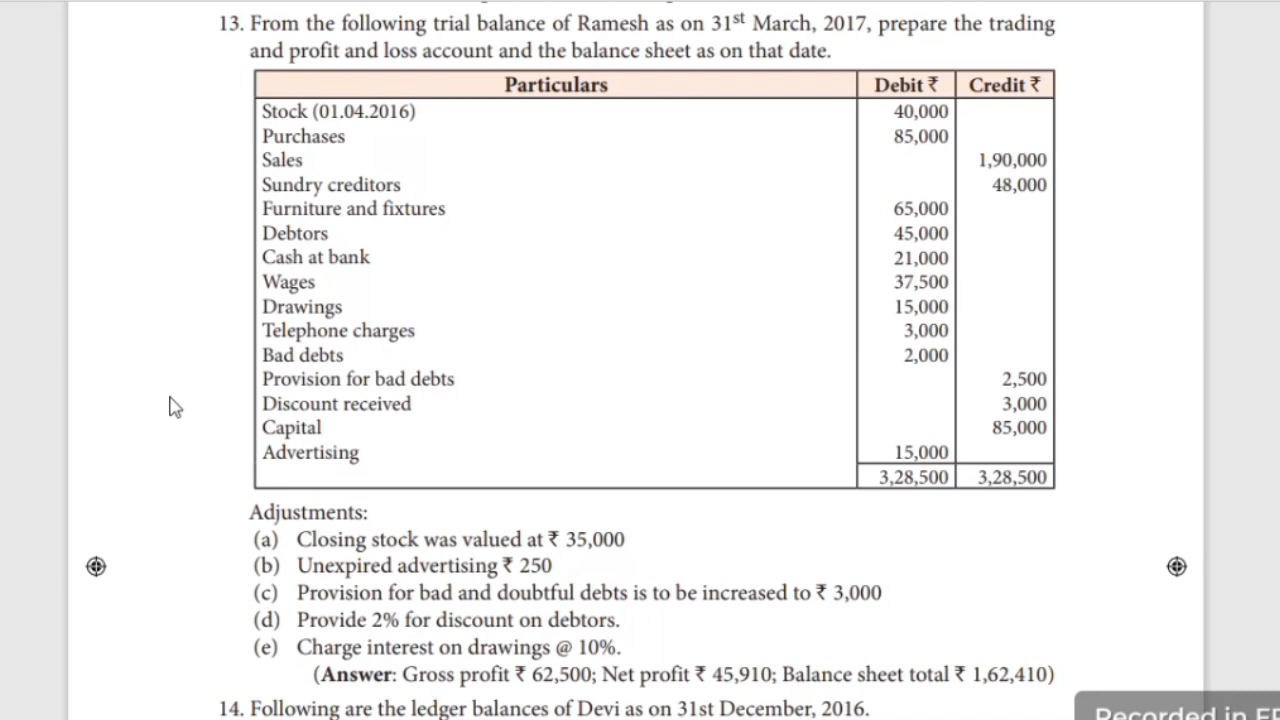 13. From the following trial balance of Ramesh as on 31st March, 2017, prepare the trading
and profit and loss account and the balance sheet as on that date.
Particulars Debit ₹ Credit ₹
Stock (01.04.2016) 40,000
Purchases 85,000
Sales 1,90,000
Sundry creditors 48,000
Furniture and fixtures 65,000
Debtors 45,000
Cash at bank 21,000
Wages 37,500
Drawings 15,000
Telephone charges 3,000
Bad debts 2,000
Provision for bad debts 2,500
Discount received 3,000
Capital 85,000
Advertising 15,000
3,28,500 3,28,500
Adjustments:
(a) Closing stock was valued at ₹ 35,000
(b) Unexpired advertising ₹ 250
(c) Provision for bad and doubtful debts is to be increased to ₹ 3,000
(d) Provide 2% for discount on debtors.
(e) Charge interest on drawings @ 10%.
(Answer: Gross profit ₹ 62,500; Net profit ₹ 45,910; Balance sheet total ₹ 1,62,410)
14. Following are the ledger balances of Devi as on 31st December, 2016.
Recorded in